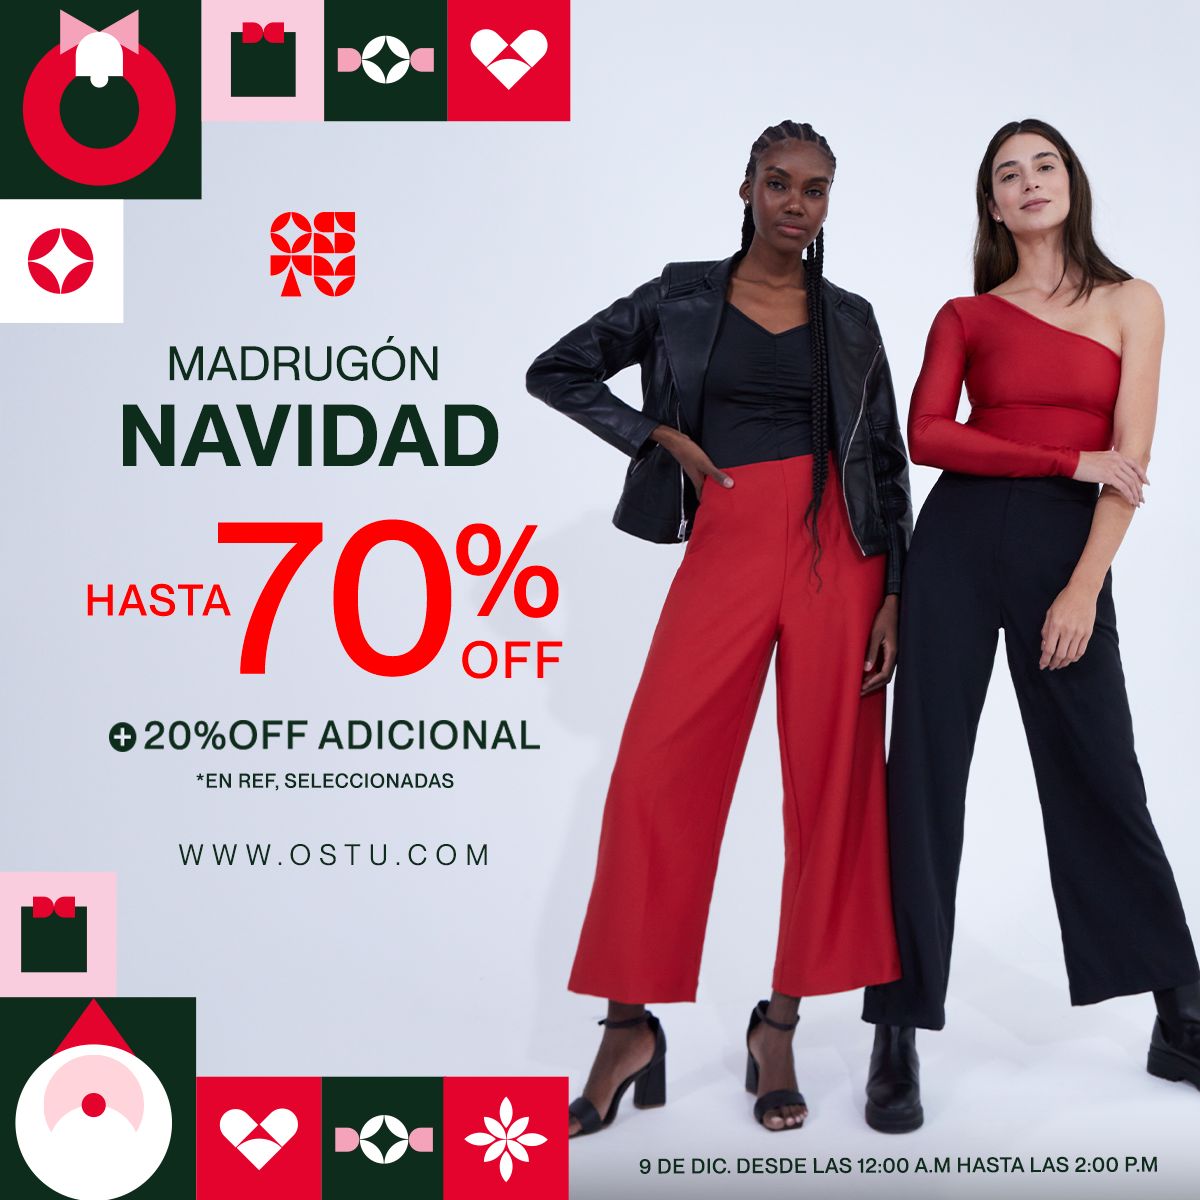 OSTU
MADRUGÓN
NAVIDAD
HASTA 70% OFF
+ 20%OFF ADICIONAL
*EN REF, SELECCIONADAS
WWW.OSTU.COM
9 DE DIC. DESDE LAS 12:00 A.M HASTA LAS 2:00 P.M